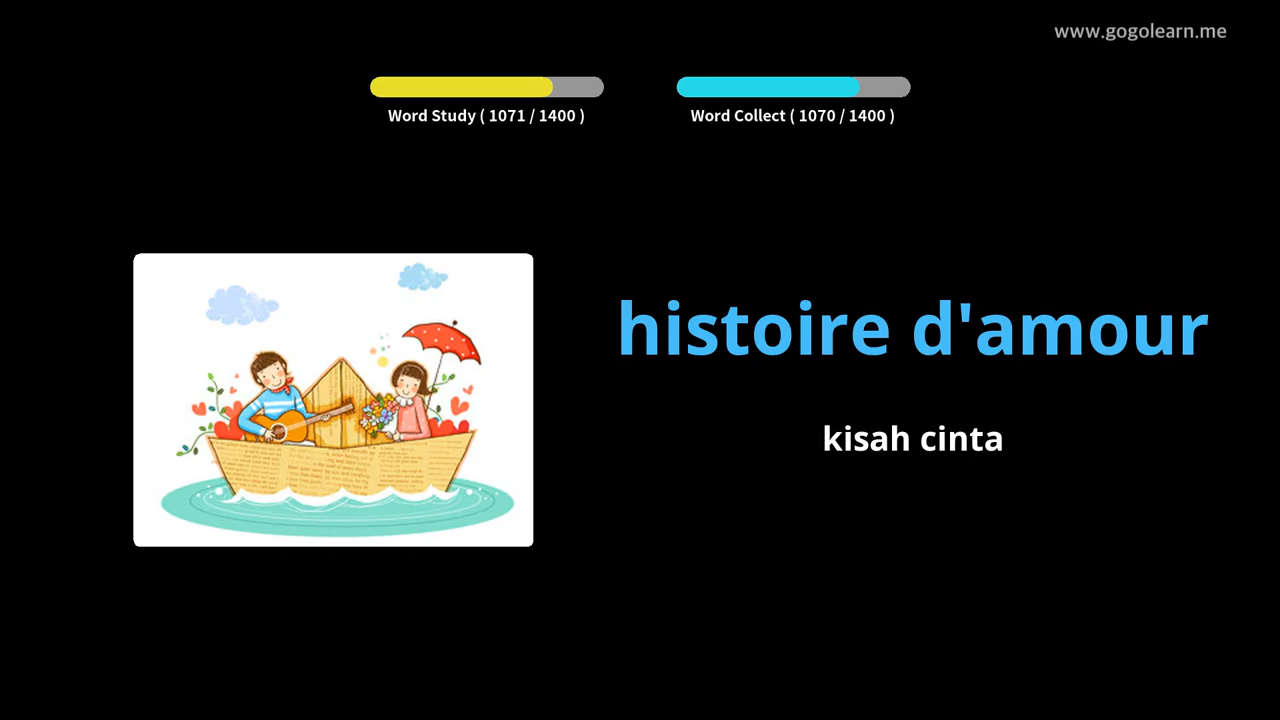 www.gogolearn.me
Word Study ( 1071 / 1400 )
Word Collect ( 1070 / 1400 )
histoire d'amour
kisah cinta